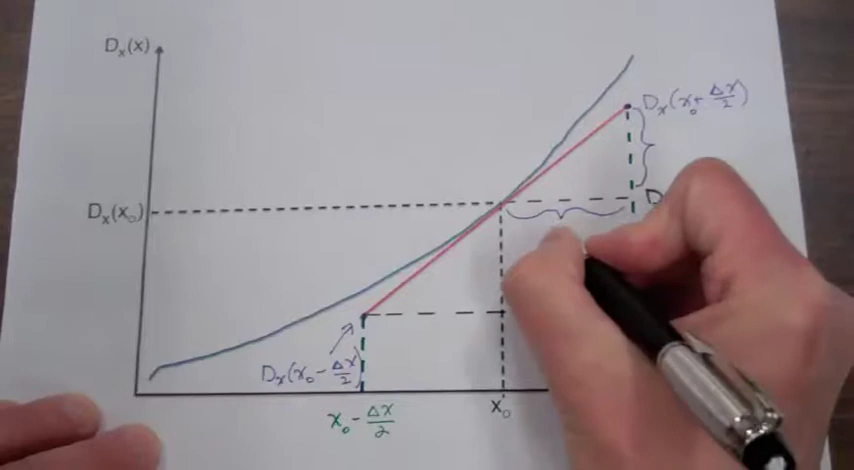 Dₓ(x)
Dₓ(x₀ + Δx/2)
Dₓ(x₀)
D
Dₓ(x₀ - Δx/2)
x₀ - Δx/2
x₀